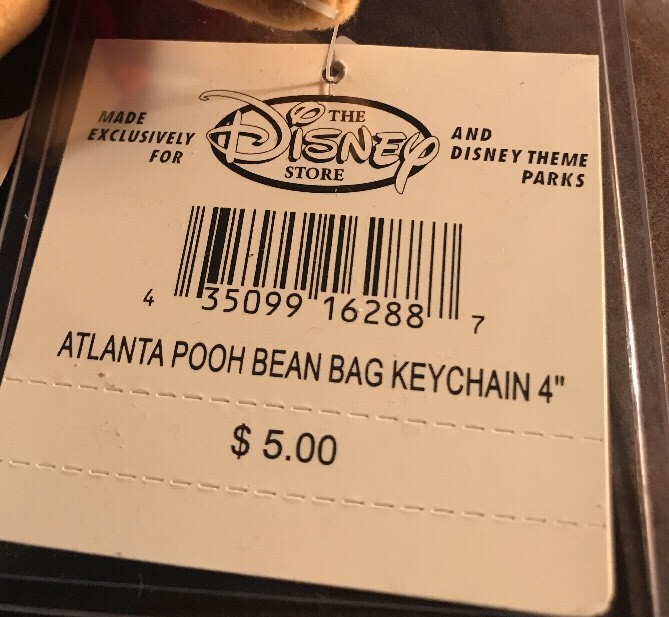 MADE
EXCLUSIVELY
FOR
THE
DISNEY
STORE
AND
DISNEY THEME
PARKS
4 35099 16288 7
ATLANTA POOH BEAN BAG KEYCHAIN 4"
$ 5.00